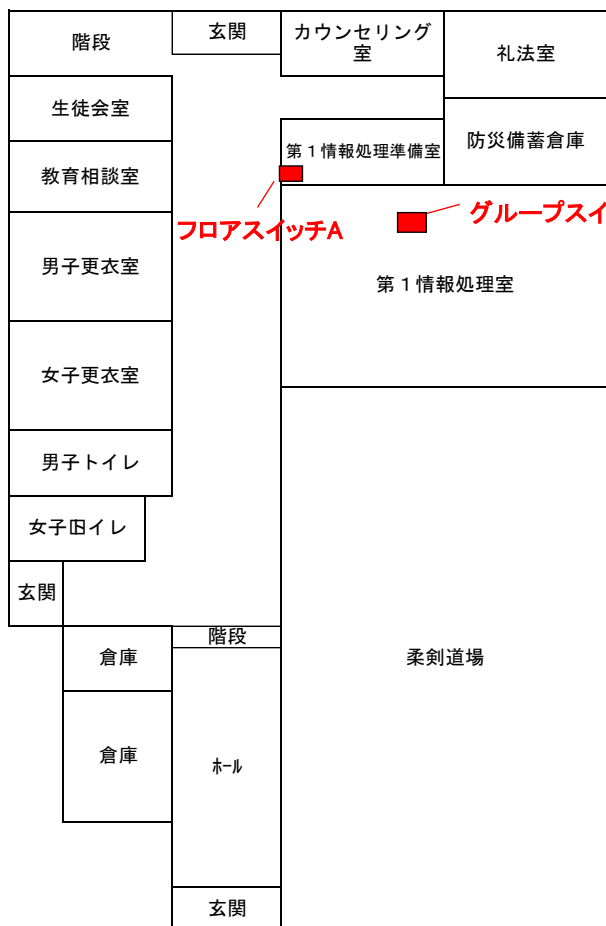 階段
玄関
カウンセリング
室
礼法室
生徒会室
第１情報処理準備室
防災備蓄倉庫
教育相談室
フロアスイッチA
グループスイ
男子更衣室
第１情報処理室
女子更衣室
男子トイレ
女子旧イレ
玄関
階段
倉庫
柔剣道場
倉庫
ﾎｰﾙ
玄関